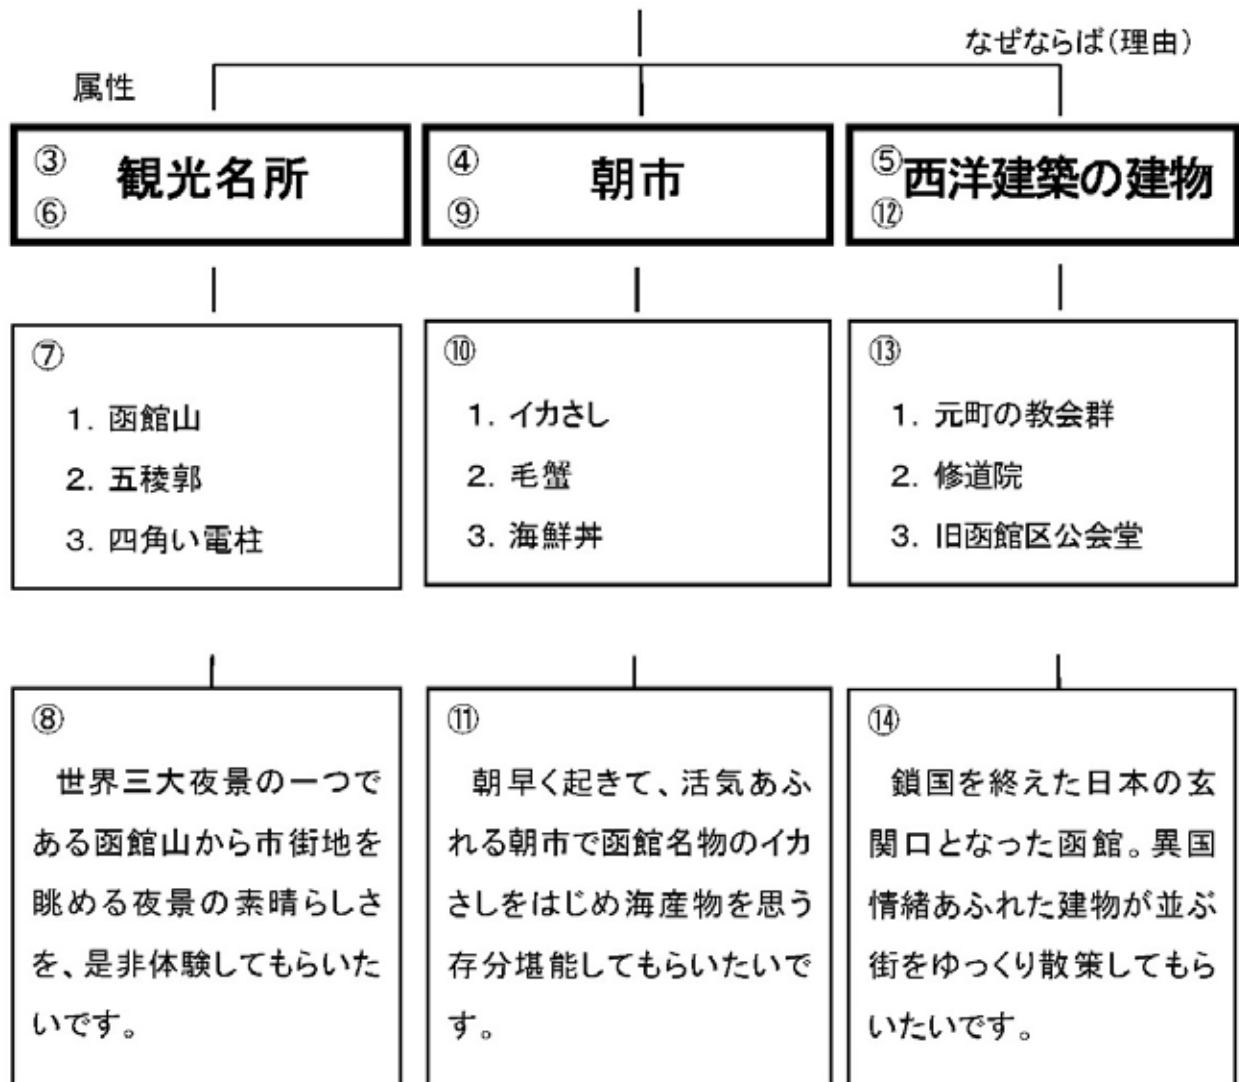 なぜならば(理由)
属性
③
観光名所
⑥
④
朝市
⑨
⑤
西洋建築の建物
⑫
⑦
1. 函館山
2. 五稜郭
3. 四角い電柱
⑩
1. イカさし
2. 毛蟹
3. 海鮮丼
⑬
1. 元町の教会群
2. 修道院
3. 旧函館区公会堂
⑧
世界三大夜景の一つで
ある函館山から市街地を
眺める夜景の素晴らしさ
を、是非体験してもらいた
いです。
⑪
朝早く起きて、活気あふ
れる朝市で函館名物のイカ
さしをはじめ海産物を思う
存分堪能してもらいたいで
す。
⑭
鎖国を終えた日本の玄
関口となった函館。異国
情緒あふれた建物が並ぶ
街をゆっくり散策してもら
いたいです。